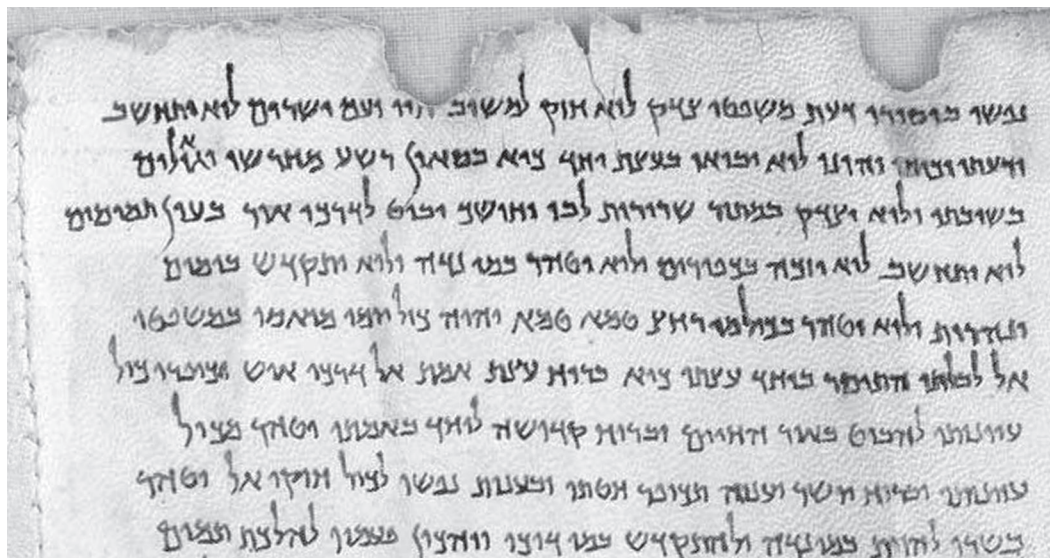 נפשו ביסורי דעת משפטי צדק לוא חזק למשוב חיו ועם ישרים לוא יתחשב
ודעתו וכוחו והונו לוא יבואו בעצת יחד כיא בסאון רשע מחרשו וגאולים
בשובתו ולוא יצדק במתור שרירות לבו וחושך יביט לדרכי אור בעין תמימים
לוא יתחשב לוא יזכה בכפורים ולוא יטהר במי נדה ולוא יתקדש בימים
ונהרות ולוא יטהר בכול מי רחץ טמא טמא יהיה כול יומי מואסו במשפטי
אל לבלתי התיסר ביחד עצתו כיא ברוח עצת אמת אל דרכי איש יכופרו כול
עוונותו להביט באור החיים וברוח קדושה ליחד באמתו יטהר מכול
עוונותו וברוח יושר וענוה תכופר חטתו ובענות נפשו לכול חוקי אל יטהר
בשרו להזות במי נדה ולהתקדש במי דוכי ויהכין פעמיו להלכת תמים